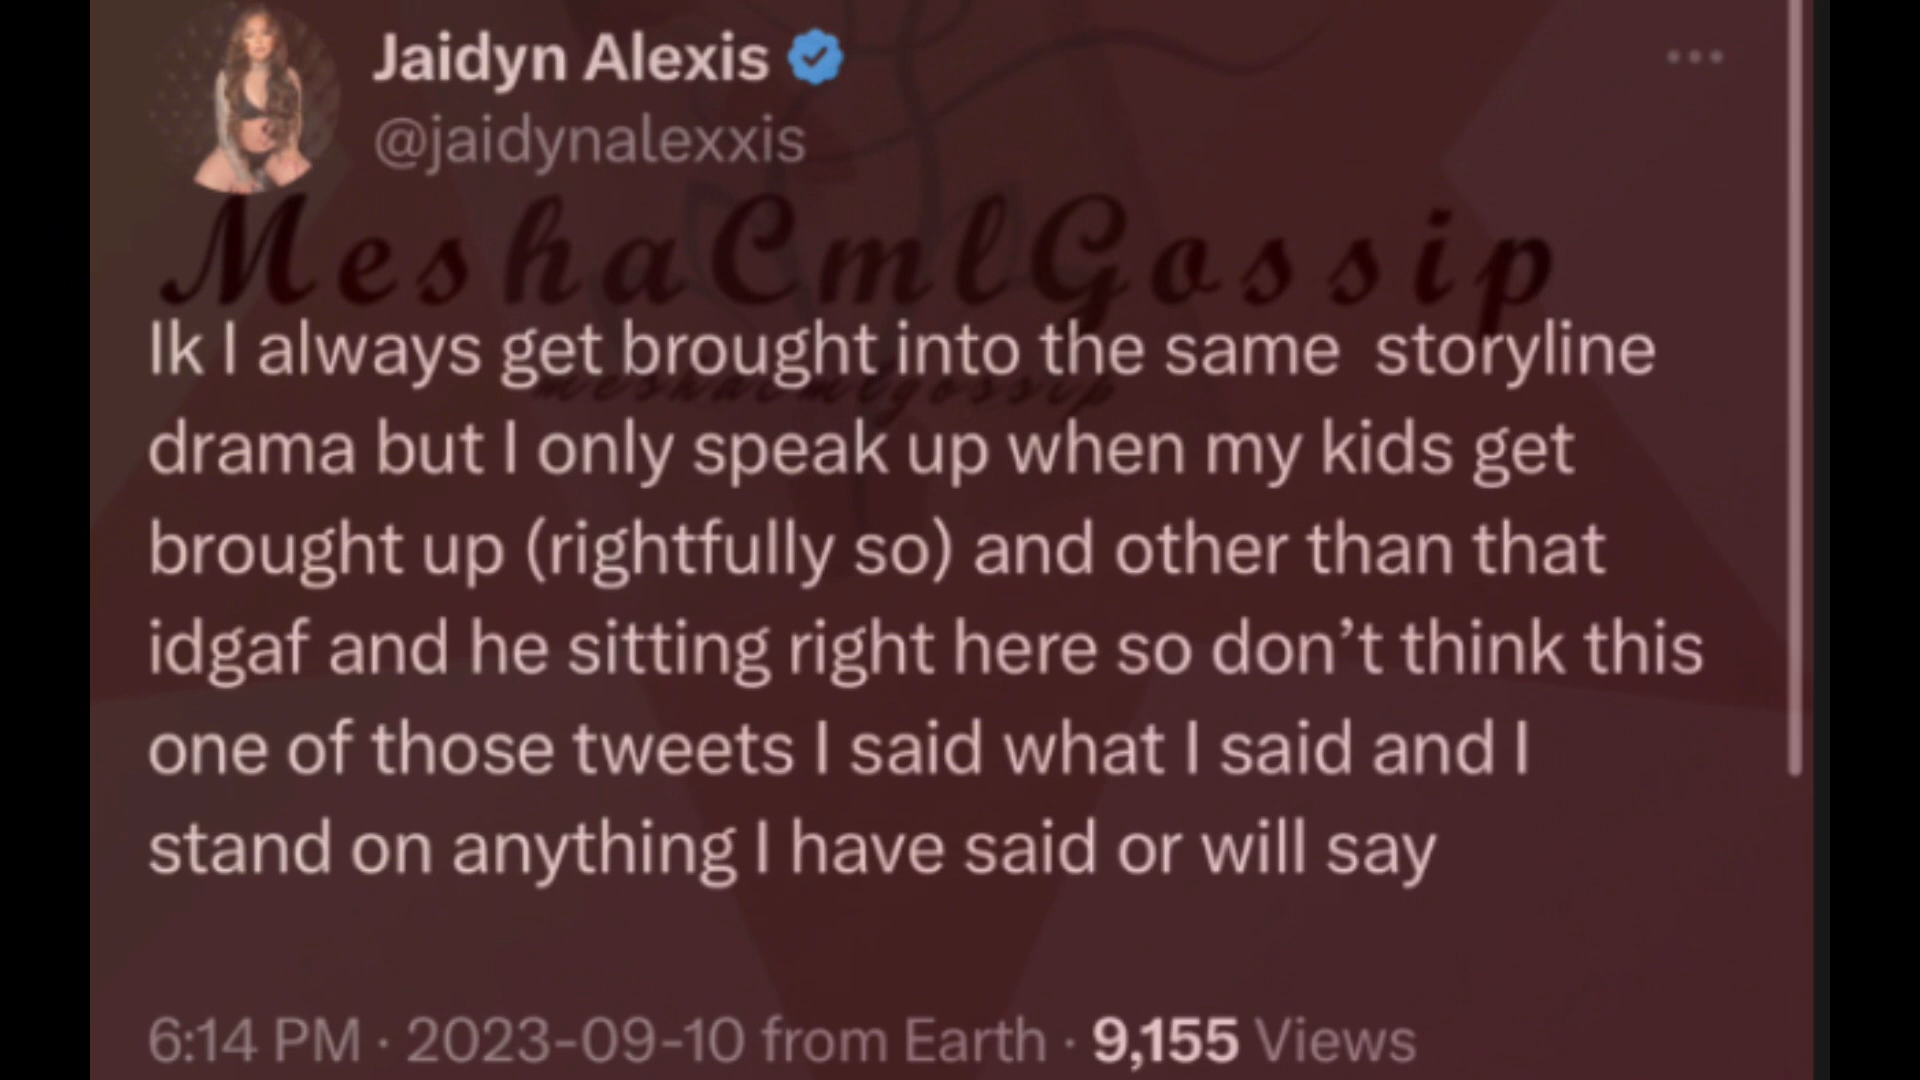 Jaidyn Alexis
@jaidynalexxis
MeshaCmlGossip
Ik I always get brought into the same storyline
meshacmlgossip
drama but I only speak up when my kids get
brought up (rightfully so) and other than that
idgaf and he sitting right here so don’t think this
one of those tweets I said what I said and I
stand on anything I have said or will say
6:14 PM · 2023-09-10 from Earth · 9,155 Views